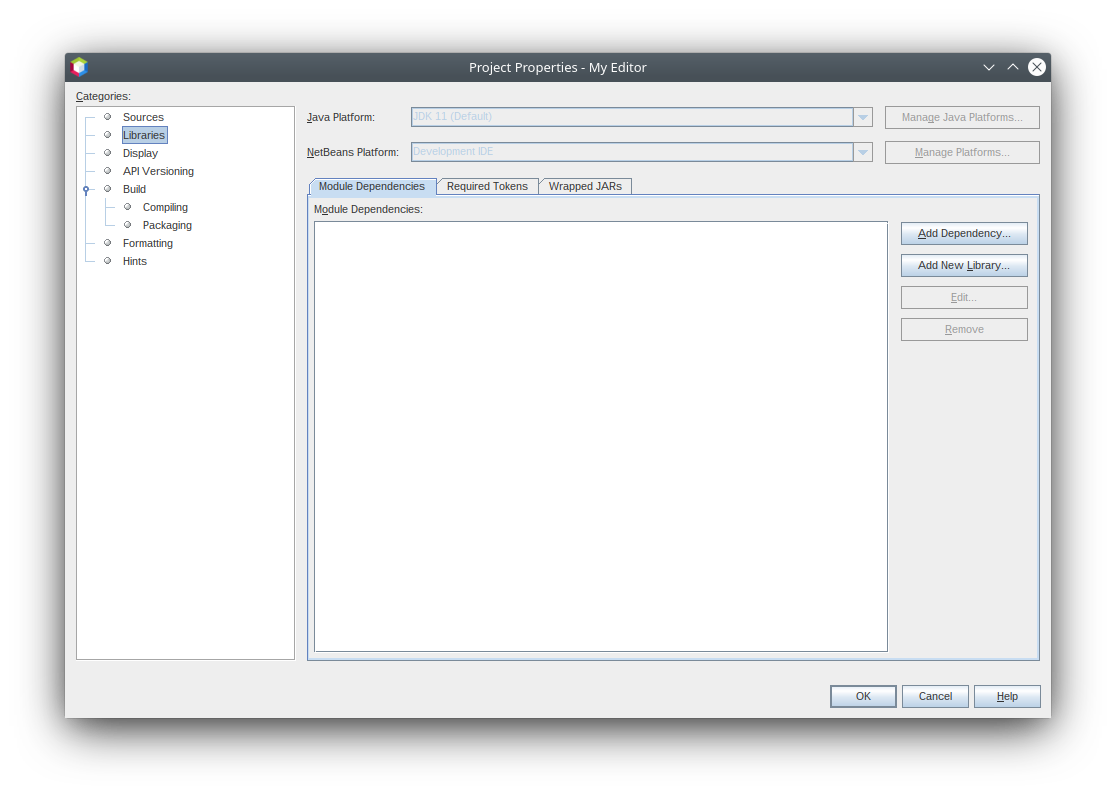 Project Properties - My Editor
Categories:
Sources
Libraries
Display
API Versioning
Build
Compiling
Packaging
Formatting
Hints
Java Platform: JDK 11 (Default) Manage Java Platforms...
NetBeans Platform: Development IDE Manage Platforms...
Module Dependencies Required Tokens Wrapped JARs
Module Dependencies:
Add Dependency...
Add New Library...
Edit...
Remove
OK Cancel Help